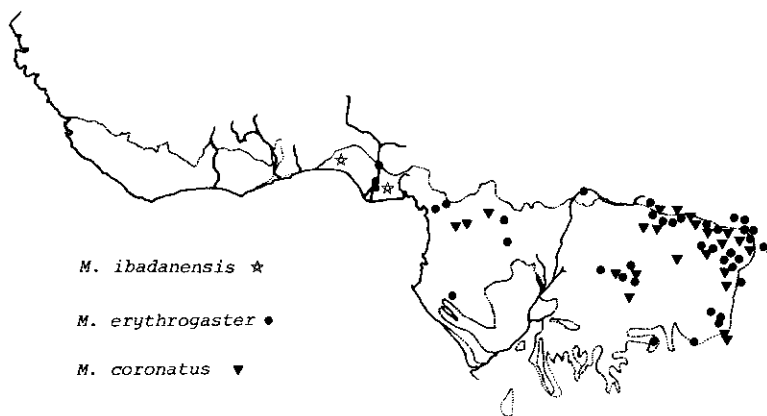 M. ibadanensis ☆
M. erythrogaster ●
M. coronatus ▼